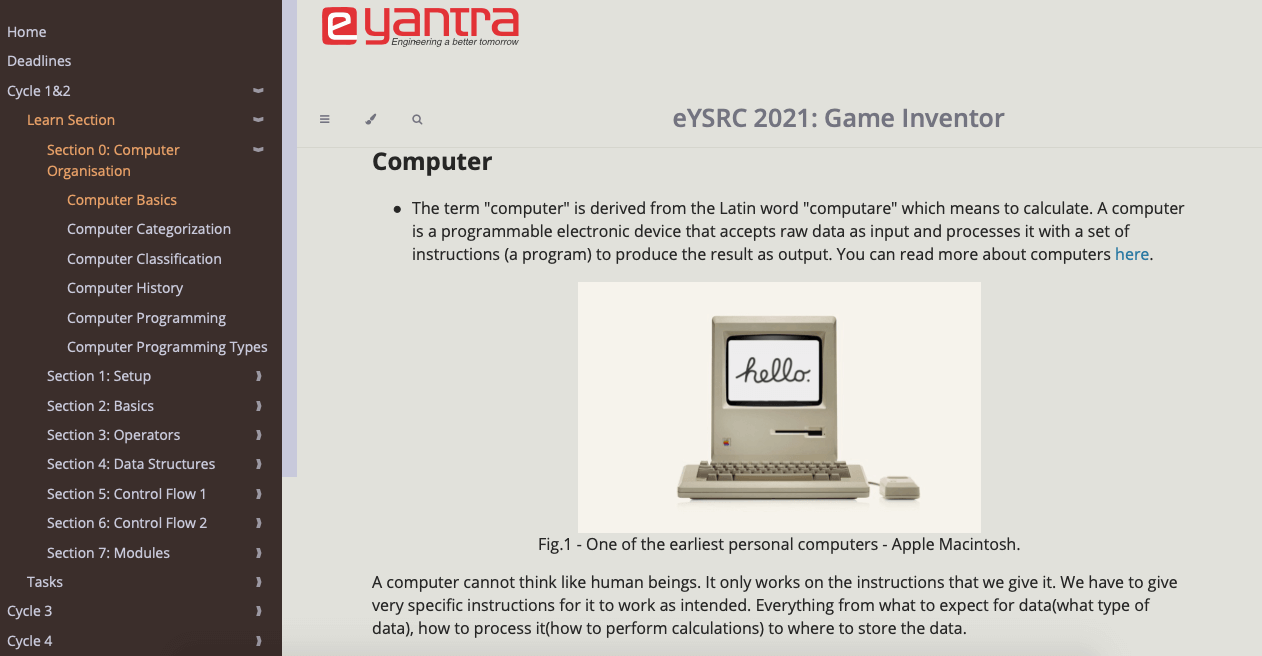 Home
Deadlines
Cycle 1&2
Learn Section
Section 0: Computer
Organisation
Computer Basics
Computer Categorization
Computer Classification
Computer History
Computer Programming
Computer Programming Types
Section 1: Setup
Section 2: Basics
Section 3: Operators
Section 4: Data Structures
Section 5: Control Flow 1
Section 6: Control Flow 2
Section 7: Modules
Tasks
Cycle 3
Cycle 4
e yantra
Engineering a better tomorrow
eYSRC 2021: Game Inventor
Computer
● The term "computer" is derived from the Latin word "computare" which means to calculate. A computer
is a programmable electronic device that accepts raw data as input and processes it with a set of
instructions (a program) to produce the result as output. You can read more about computers here.
hello.
Fig.1 - One of the earliest personal computers - Apple Macintosh.
A computer cannot think like human beings. It only works on the instructions that we give it. We have to give
very specific instructions for it to work as intended. Everything from what to expect for data(what type of
data), how to process it(how to perform calculations) to where to store the data.